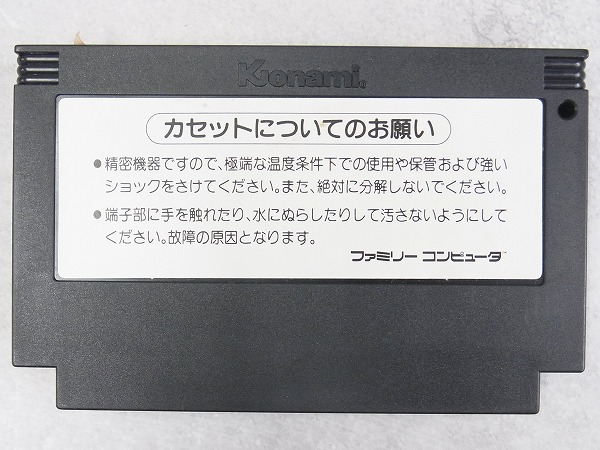 Konami®
カセットについてのお願い
●精密機器ですので、極端な温度条件下での使用や保管および強い
ショックをさけてください。また、絶対に分解しないでください。
●端子部に手を触れたり、水にぬらしたりして汚さないようにして
ください。故障の原因となります。
ファミリー コンピュータ™